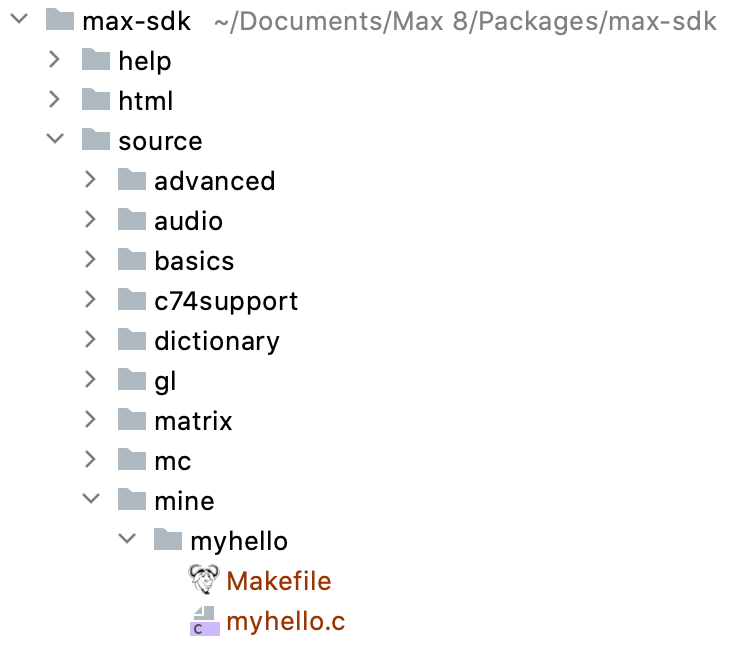 max-sdk ~/Documents/Max 8/Packages/max-sdk
help
html
source
advanced
audio
basics
c74support
dictionary
gl
matrix
mc
mine
myhello
Makefile
C myhello.c